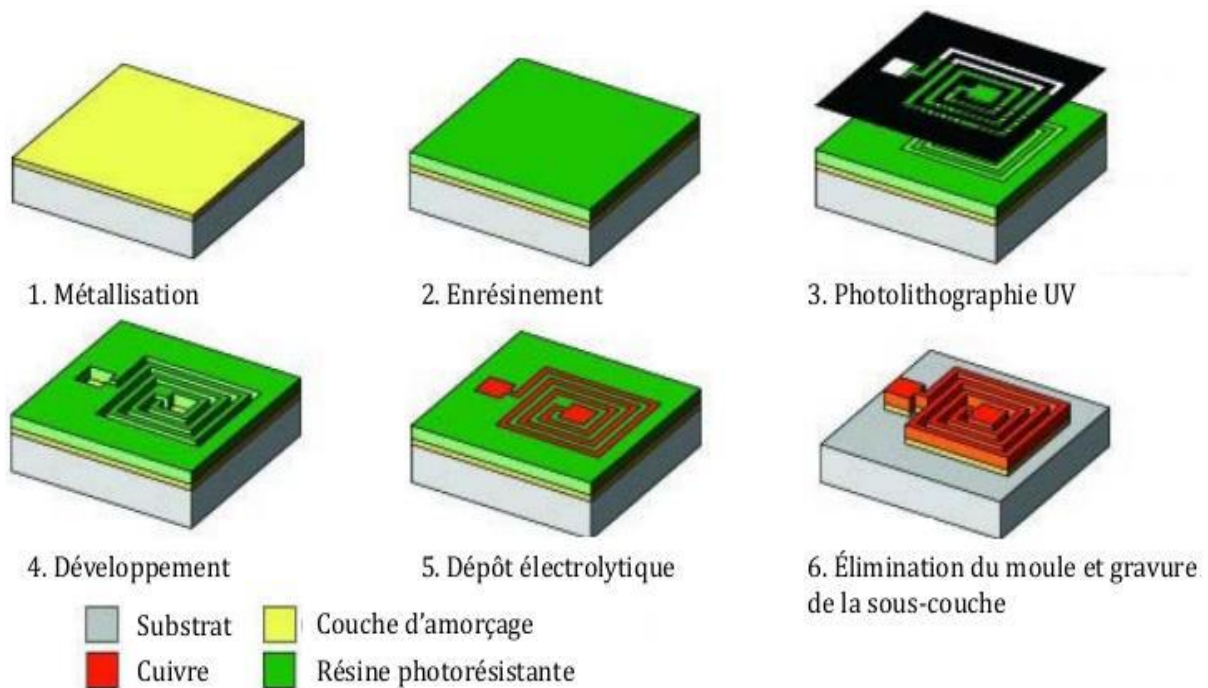 1. Métallisation
2. Enrésinement
3. Photolithographie UV
4. Développement
5. Dépôt électrolytique
6. Élimination du moule et gravure
de la sous-couche
Substrat
Couche d'amorçage
Cuivre
Résine photorésistante